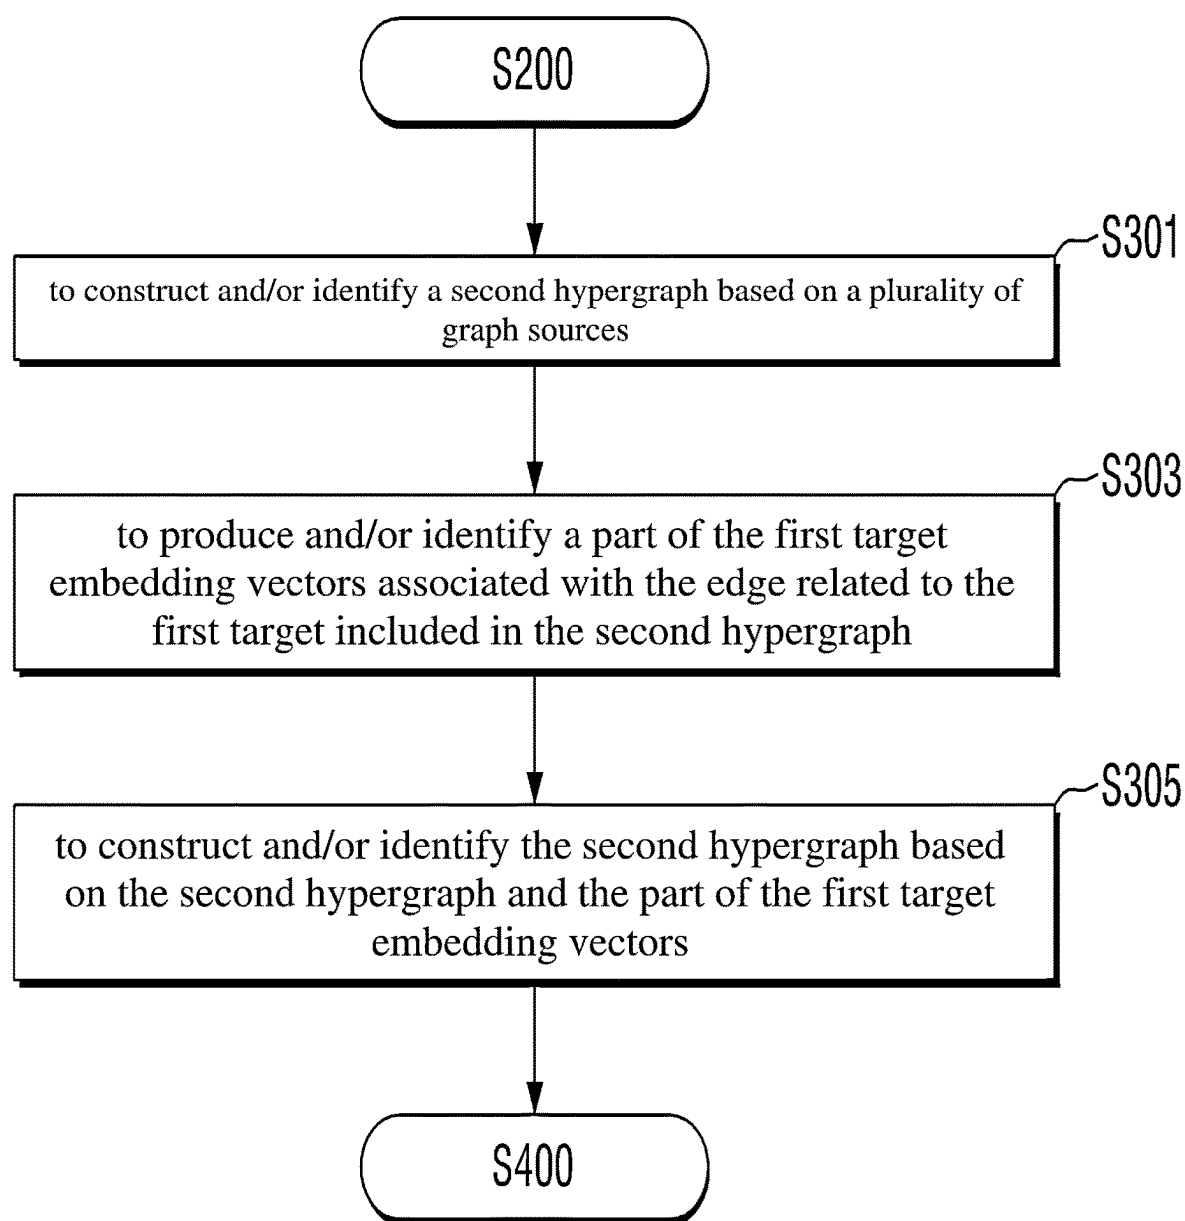 S200
S301
to construct and/or identify a second hypergraph based on a plurality of
graph sources
S303
to produce and/or identify a part of the first target
embedding vectors associated with the edge related to the
first target included in the second hypergraph
S305
to construct and/or identify the second hypergraph based
on the second hypergraph and the part of the first target
embedding vectors
S400